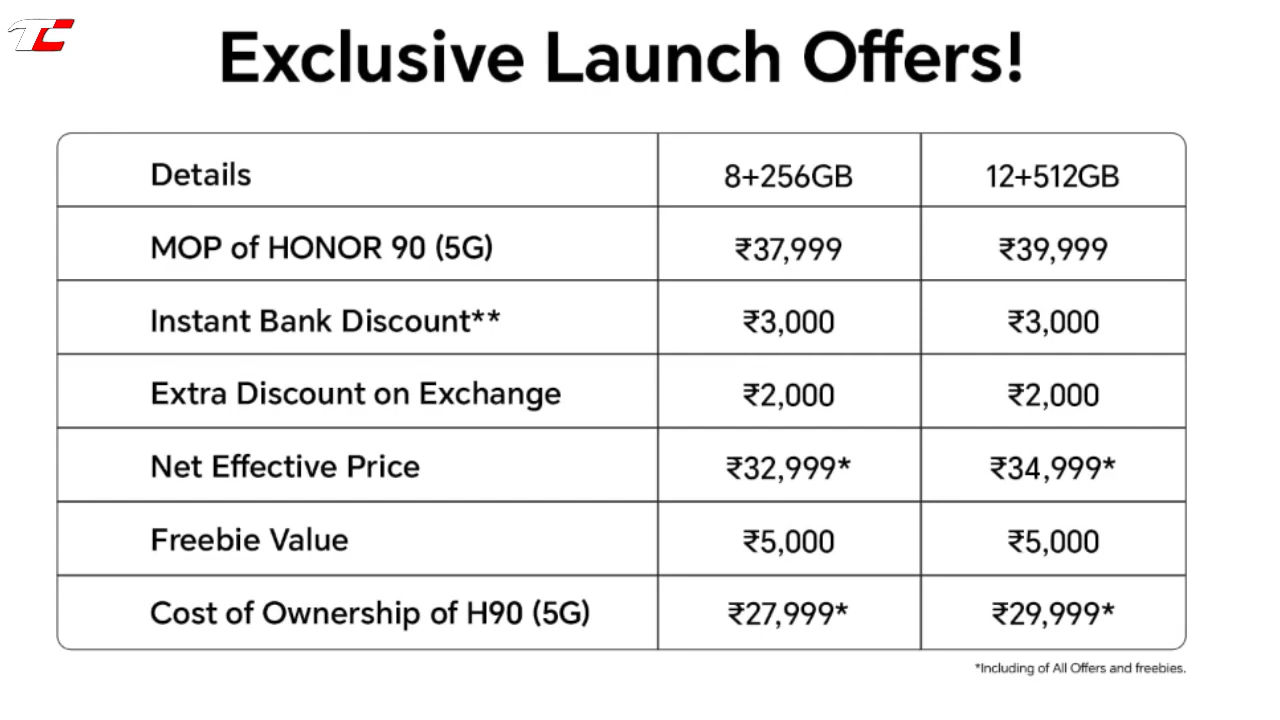 TC
Exclusive Launch Offers!
Details 8+256GB 12+512GB
MOP of HONOR 90 (5G) ₹37,999 ₹39,999
Instant Bank Discount** ₹3,000 ₹3,000
Extra Discount on Exchange ₹2,000 ₹2,000
Net Effective Price ₹32,999* ₹34,999*
Freebie Value ₹5,000 ₹5,000
Cost of Ownership of H90 (5G) ₹27,999* ₹29,999*
*Including of All Offers and freebies.